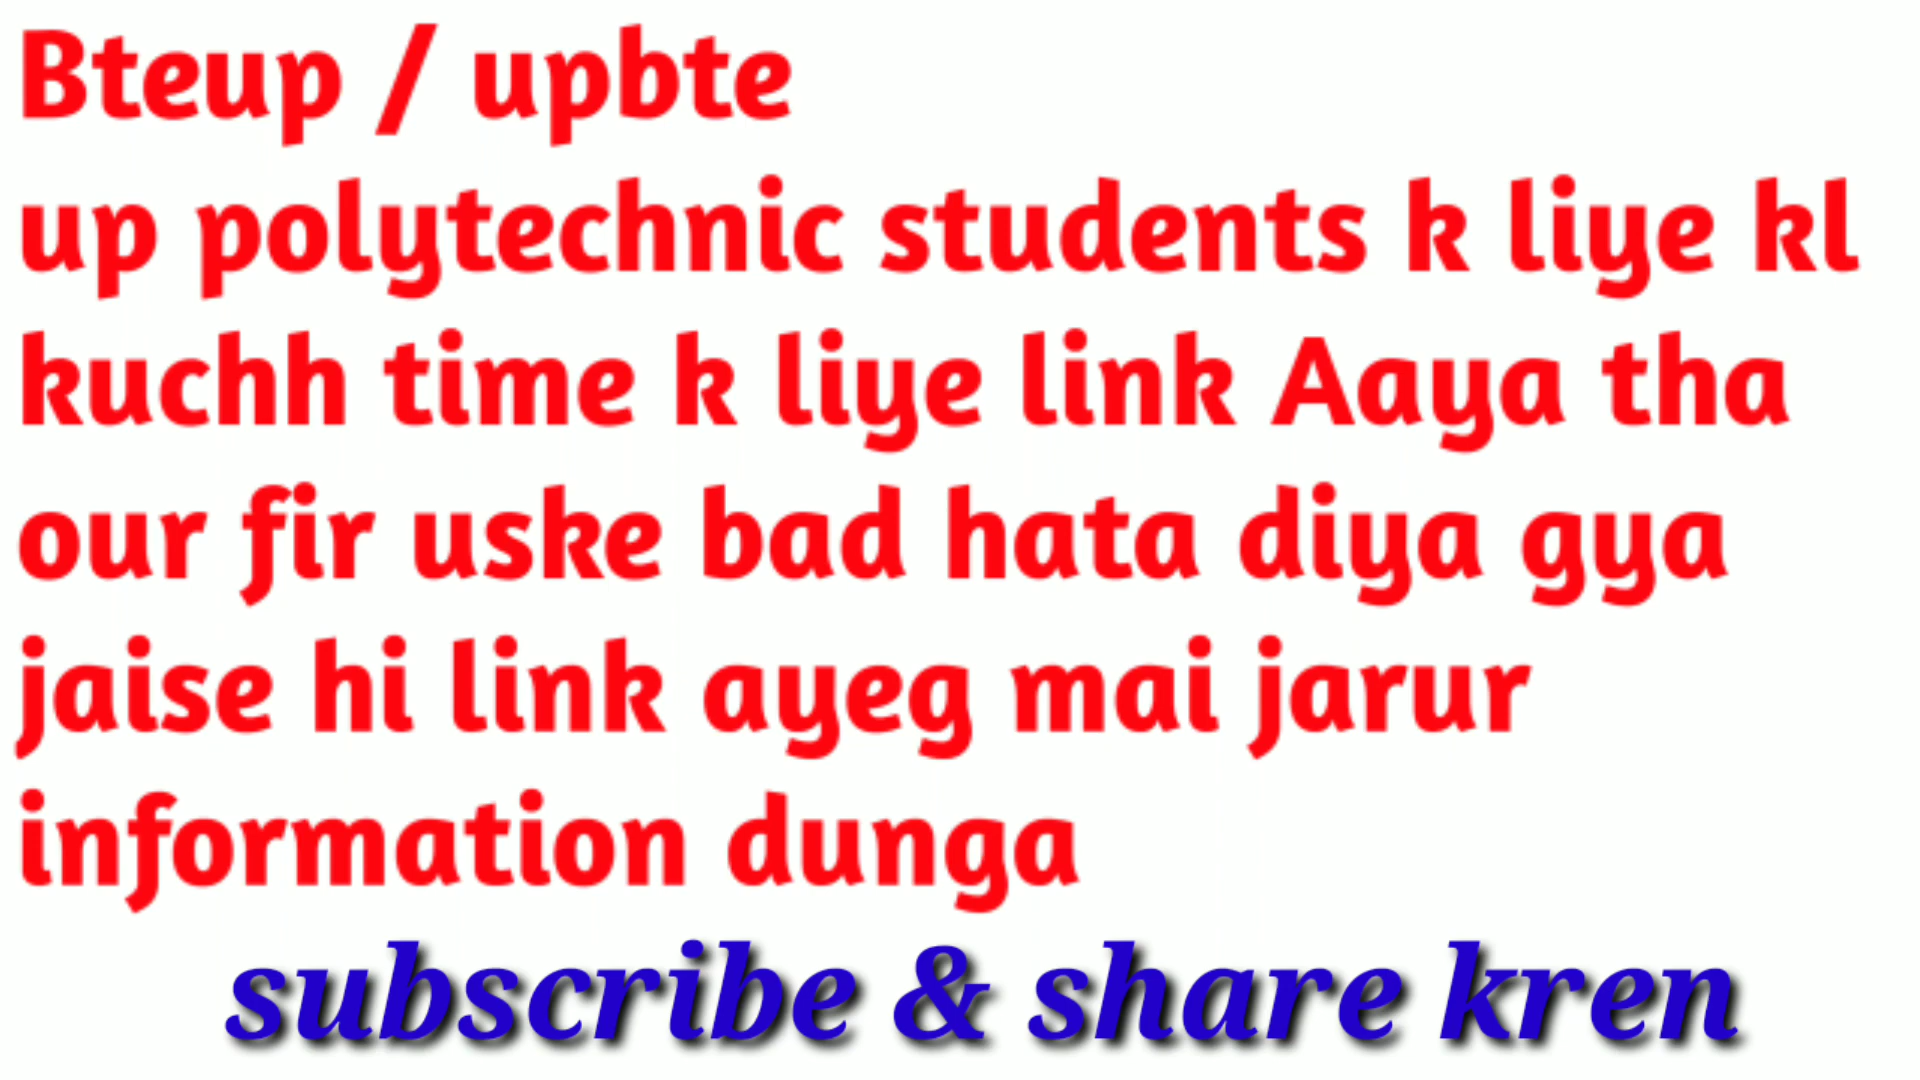 Bteup / upbte
up polytechnic students k liye kl
kuchh time k liye link Aaya tha
our fir uske bad hata diya gya
jaise hi link ayeg mai jarur
information dunga
subscribe & share kren